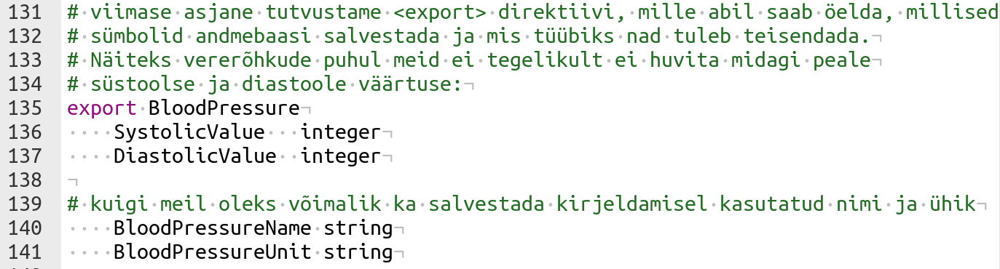 131 # viimase asjane tutvustame <export> direktiivi, mille abil saab öelda, millised
132 # sümbolid andmebaasi salvestada ja mis tüübiks nad tuleb teisendada.
133 # Näiteks vererõhkude puhul meid ei tegelikult ei huvita midagi peale
134 # süstoolse ja diastoole väärtuse:
135 export BloodPressure
136     SystolicValue   integer
137     DiastolicValue  integer
138
139 # kuigi meil oleks võimalik ka salvestada kirjeldamisel kasutatud nimi ja ühik
140     BloodPressureName string
141     BloodPressureUnit string